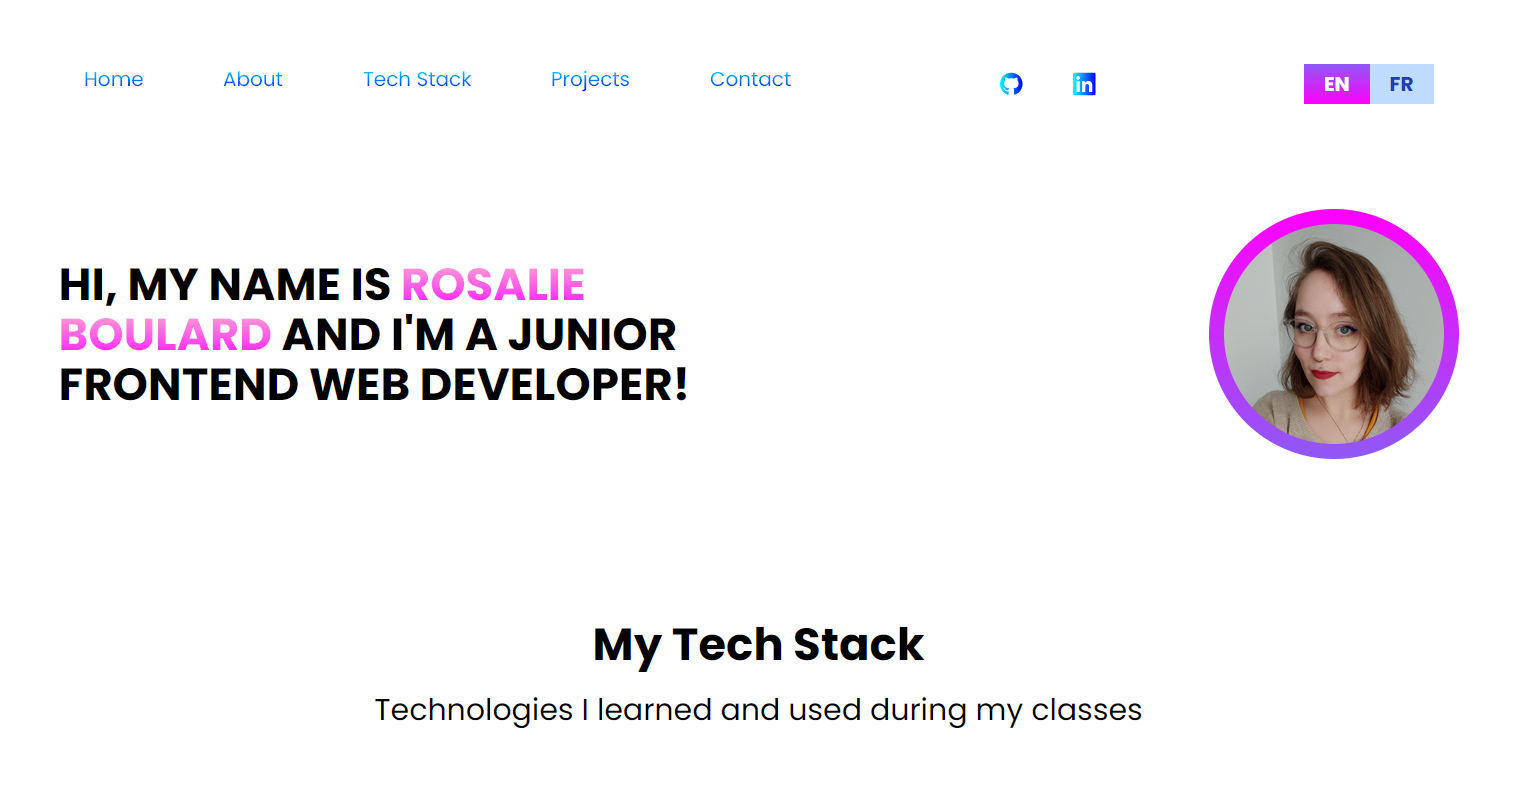 Home About Tech Stack Projects Contact in EN FR
HI, MY NAME IS ROSALIE
BOULARD AND I'M A JUNIOR
FRONTEND WEB DEVELOPER!
My Tech Stack
Technologies I learned and used during my classes